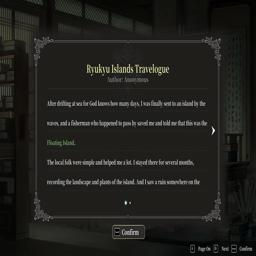 Ryukyu Islands Travelogue
Author: Anonymous
After drifting at sea for God knows how many days, I was finally sent to an island by the
waves, and a fisherman who happened to pass by saved me and told me that this was the
Floating Island.
The local folk were simple and helped me a lot. I stayed there for several months,
recording the landscape and plants of the island. And I saw a ruin somewhere on the
Confirm
Page Dn Next Confirm